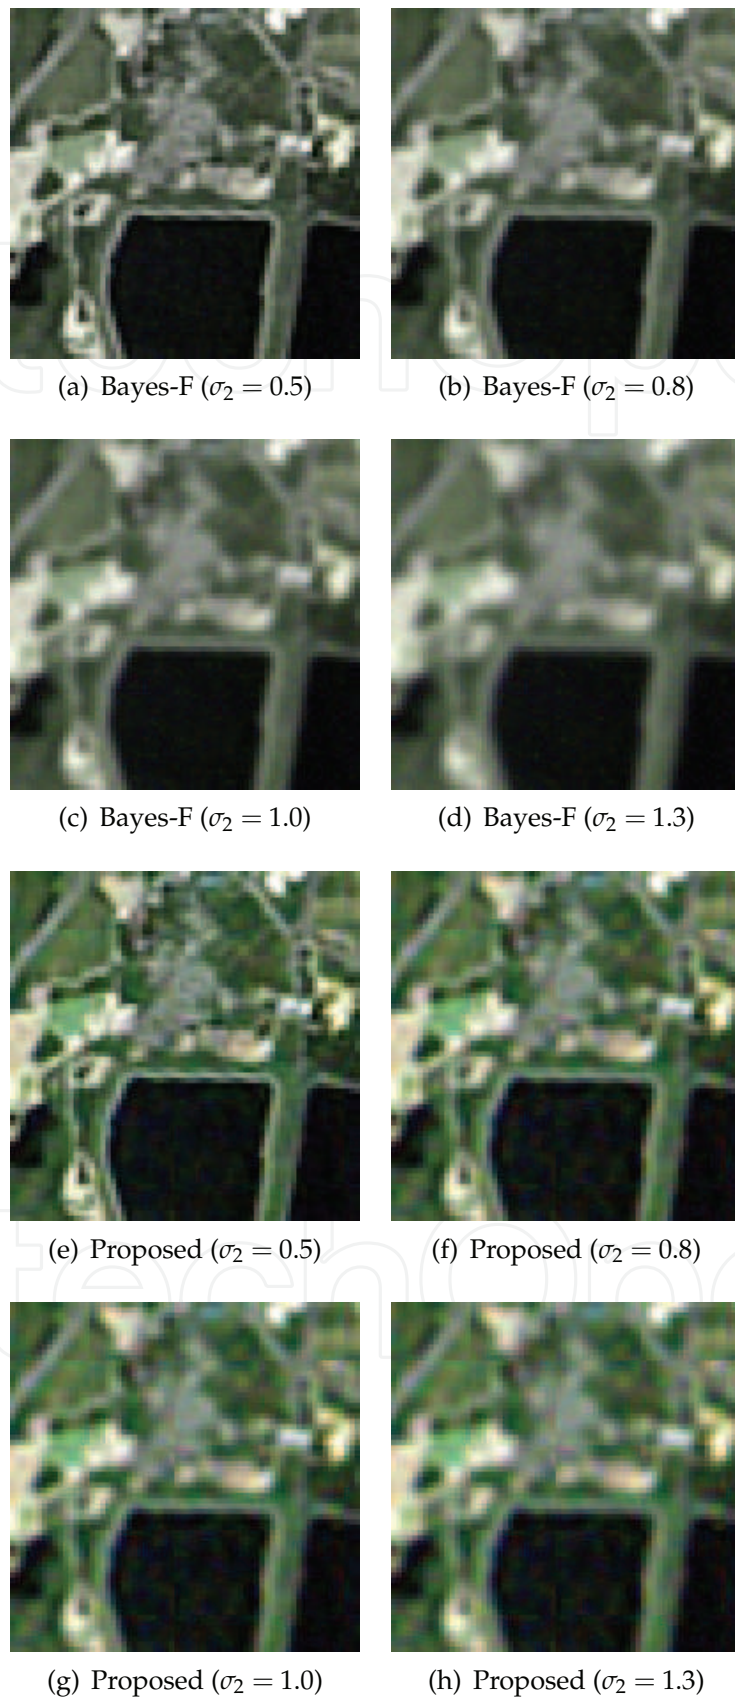 (a) Bayes-F (σ₂ = 0.5)
(b) Bayes-F (σ₂ = 0.8)
(c) Bayes-F (σ₂ = 1.0)
(d) Bayes-F (σ₂ = 1.3)
(e) Proposed (σ₂ = 0.5)
(f) Proposed (σ₂ = 0.8)
(g) Proposed (σ₂ = 1.0)
(h) Proposed (σ₂ = 1.3)